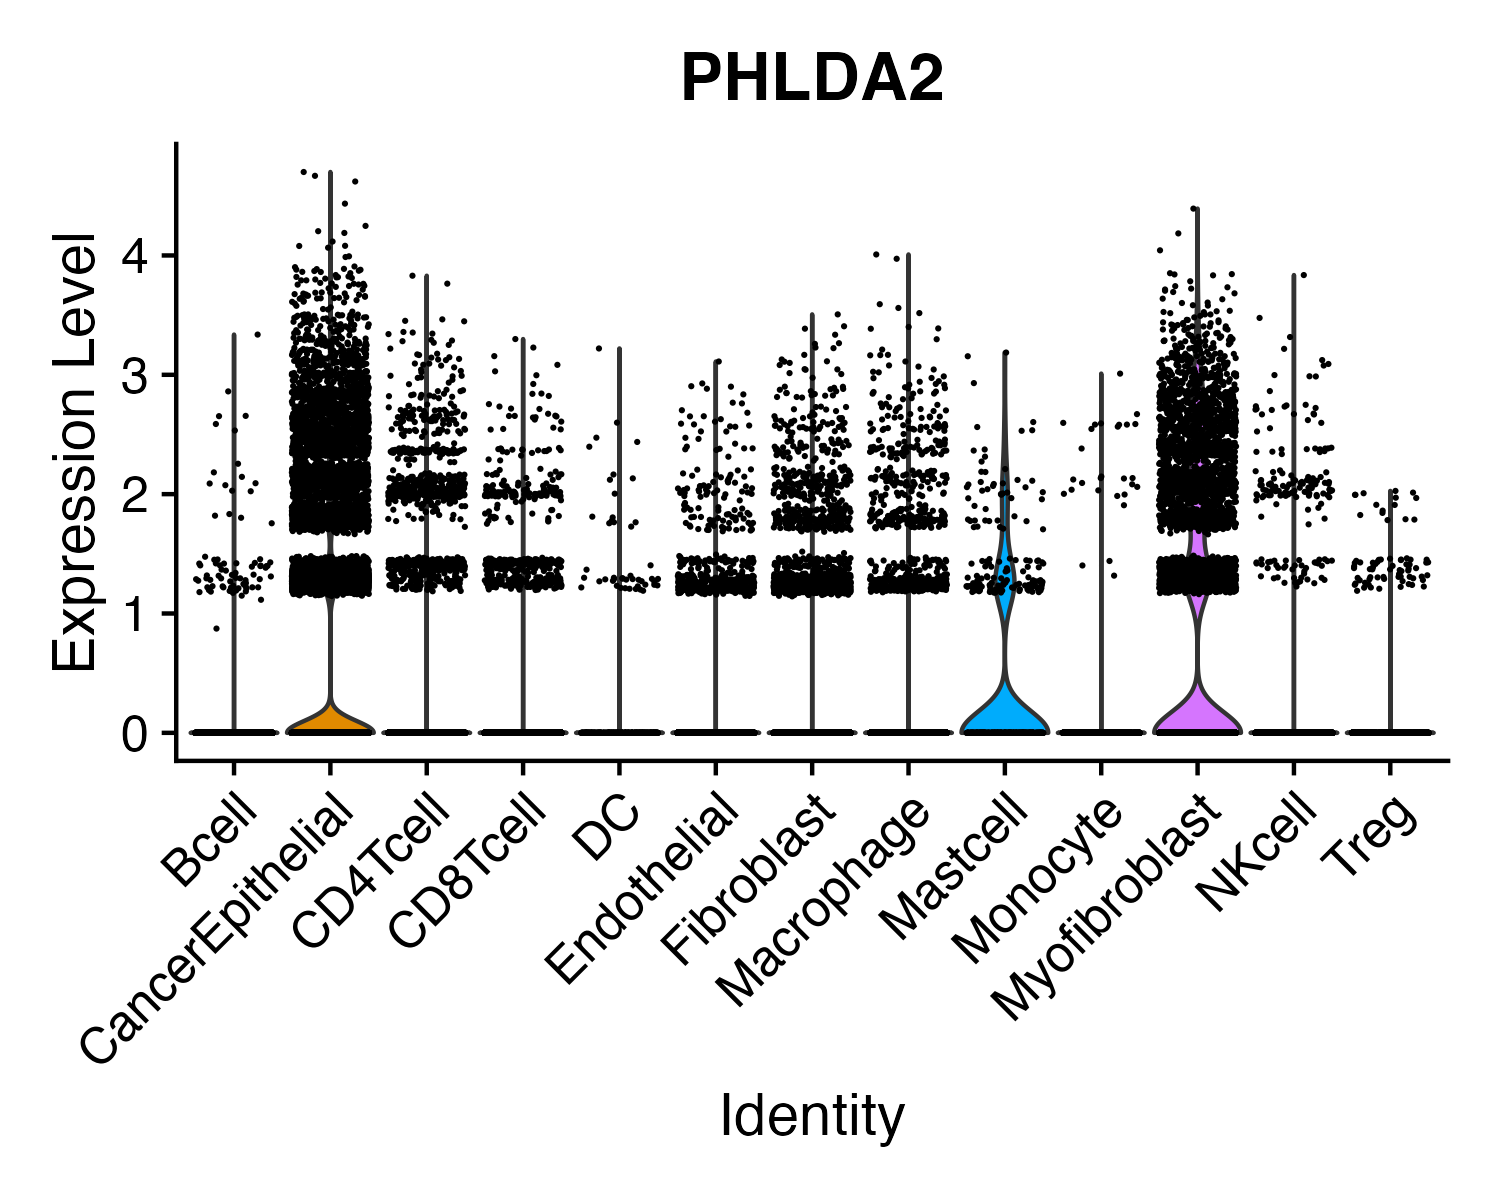 PHLDA2
Expression Level
4
3
2
1
0
Bcell
CancerEpithelial
CD4Tcell
CD8Tcell
DC
Endothelial
Fibroblast
Macrophage
Mastcell
Monocyte
Myofibroblast
NKcell
Treg
Identity